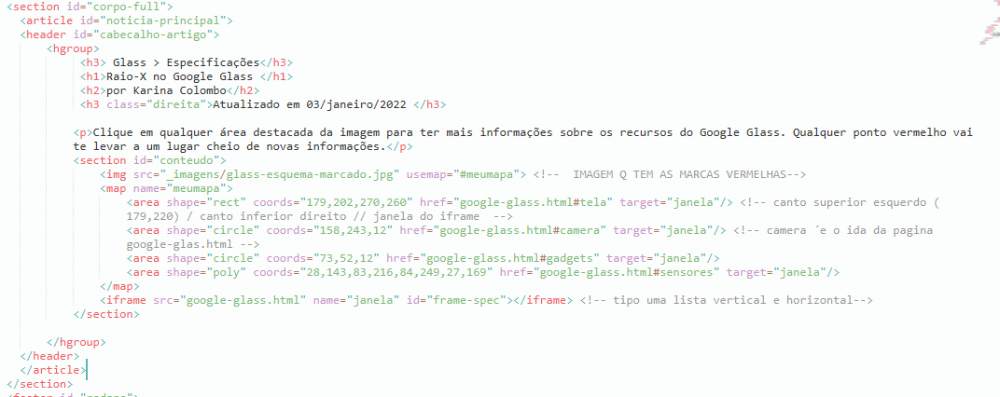 <section id="corpo-full">
<article id="noticia-principal">
<header id="cabecalho-artigo">
<hgroup>
<h3> Glass > Especificações</h3>
<h1>Raio-X no Google Glass </h1>
<h2>por Karina Colombo</h2>
<h3 class="direita">Atualizado em 03/janeiro/2022 </h3>
<p>Clique em qualquer área destacada da imagem para ter mais informações sobre os recursos do Google Glass. Qualquer ponto vermelho vai
te levar a um lugar cheio de novas informações.</p>
<section id="conteudo">
<img src="_imagens/glass-esquema-marcado.jpg" usemap="#meumapa"> <!--  IMAGEM Q TEM AS MARCAS VERMELHAS-->
<map name="meumapa">
<area shape="rect" coords="179,202,270,260" href="google-glass.html#tela" target="janela"/> <!-- canto superior esquerdo (
179,220) / canto inferior direito // janela do iframe  -->
<area shape="circle" coords="158,243,12" href="google-glass.html#camera" target="janela"/> <!-- camera ´e o ida da pagina
google-glas.html -->
<area shape="circle" coords="73,52,12" href="google-glass.html#gadgets" target="janela"/>
<area shape="poly" coords="28,143,83,216,84,249,27,169" href="google-glass.html#sensores" target="janela"/>
</map>
<iframe src="google-glass.html" name="janela" id="frame-spec"></iframe> <!-- tipo uma lista vertical e horizontal-->
</section>
</hgroup>
</header>
</article>
</section>